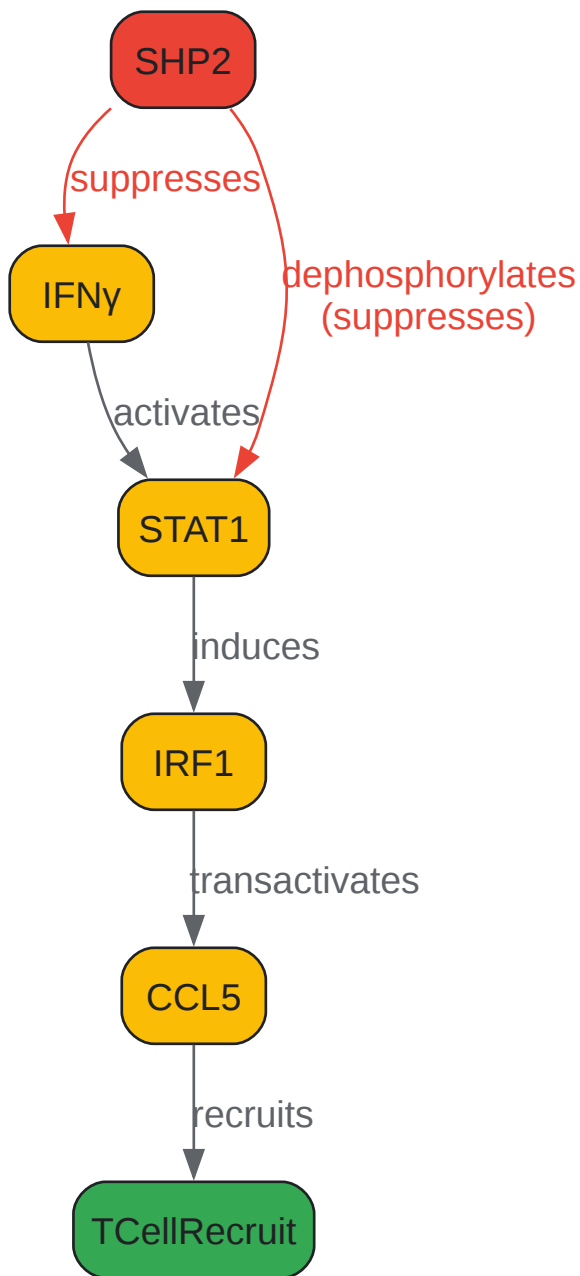 SHP2
suppresses
dephosphorylates
(suppresses)
IFNγ
activates
STAT1
induces
IRF1
transactivates
CCL5
recruits
TCellRecruit